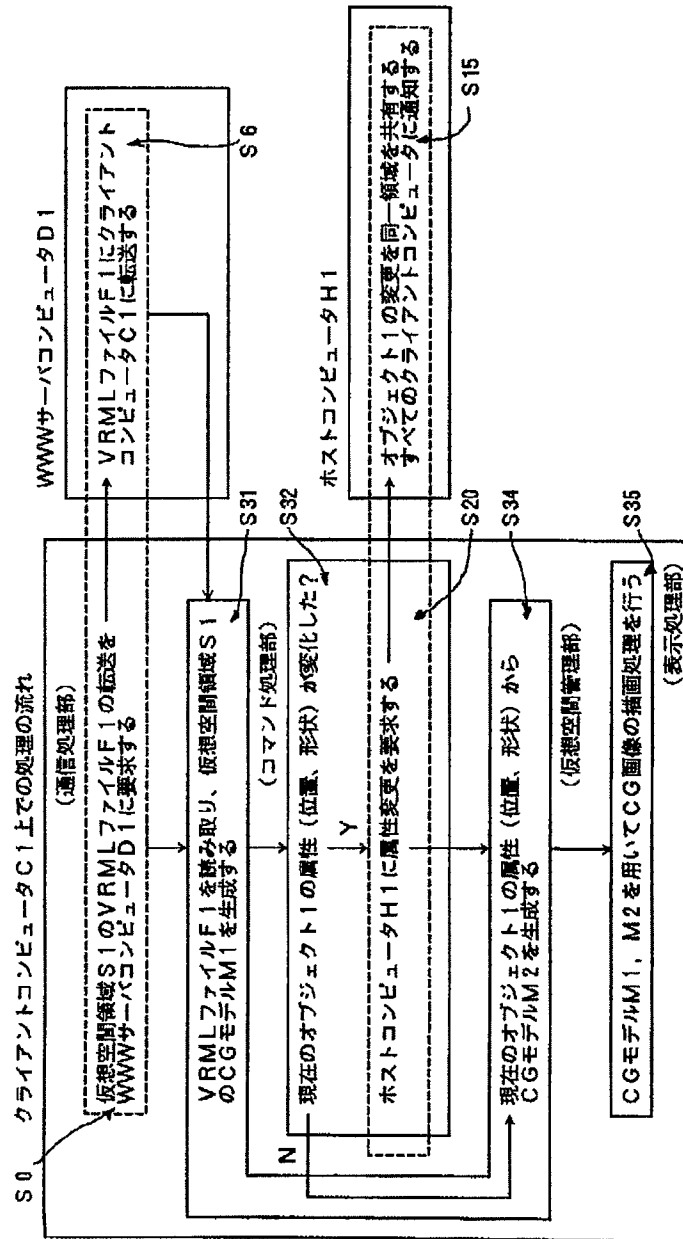 S0
クライアントコンピュータC1上での処理の流れ
(通信処理部)
仮想空間領域S1のVRMLファイルF1の転送を
WWWサーバコンピュータD1に要求する
WWWサーバコンピュータD1
VRMLファイルF1にクライアント
コンピュータC1に転送する
S6
S31
VRMLファイルF1を読み取り、仮想空間領域S1
のCGモデルM1を生成する
(コマンド処理部)
S32
現在のオブジェクト1の属性(位置、形状)が変化した?
N
Y
ホストコンピュータH1に属性変更を要求する
S20
ホストコンピュータH1
オブジェクト1の変更を同一領域を共有する
すべてのクライアントコンピュータに通知する
S15
S34
現在のオブジェクト1の属性(位置、形状)から
CGモデルM2を生成する
(仮想空間管理部)
S35
CGモデルM1, M2を用いてCG画像の描画処理を行う
(表示処理部)